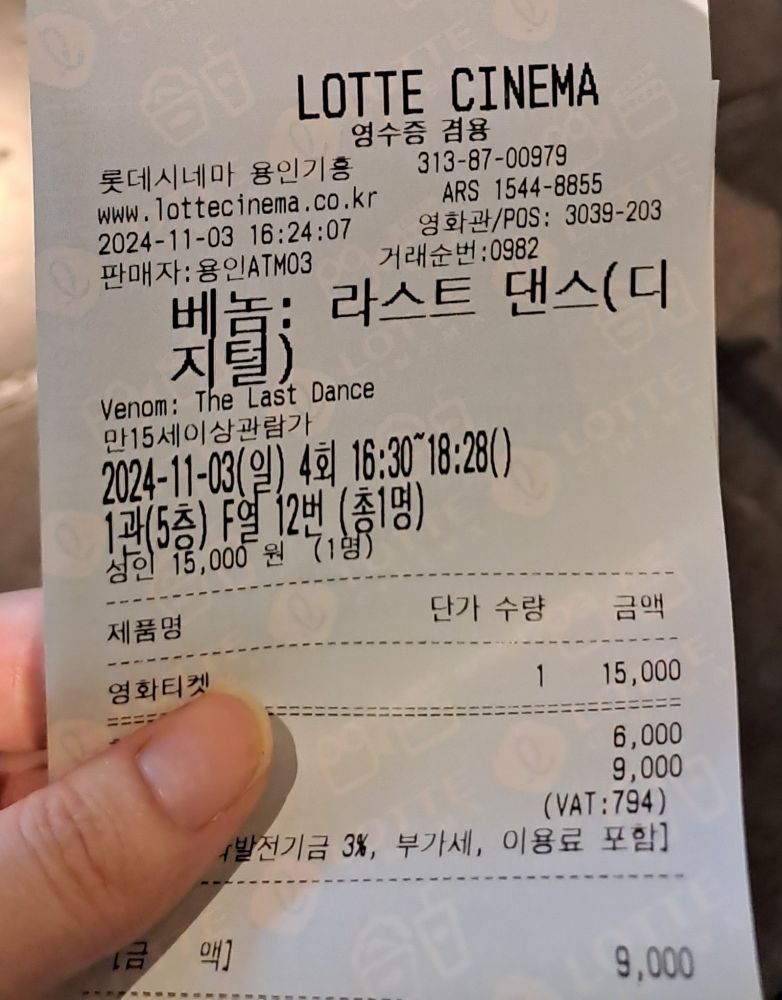 LOTTE CINEMA
영수증 겸용
롯데시네마 용인기흥 313-87-00979
www.lottecinema.co.kr ARS 1544-8855
2024-11-03 16:24:07 영화관/POS: 3039-203
판매자:용인ATM03 거래순번:0982
베놈: 라스트 댄스(디
지털)
Venom: The Last Dance
만15세이상관람가
2024-11-03(일) 4회 16:30~18:28()
1관(5층) F열 12번 (총1명)
성인 15,000 원 (1명)
제품명 단가 수량 금액
영화티켓 1 15,000
6,000
9,000
(VAT:794)
발전기금 3%, 부가세, 이용료 포함]
[금 액] 9,000